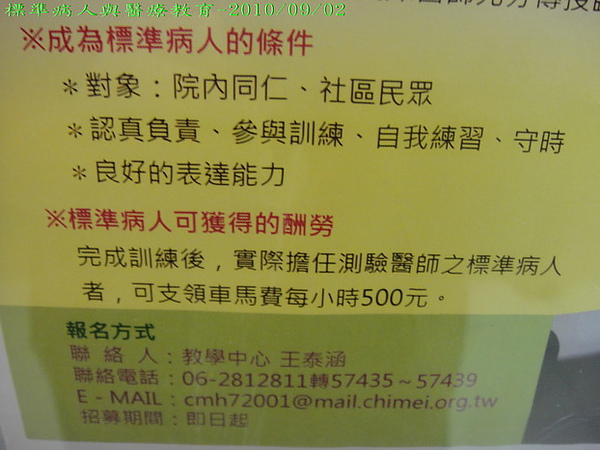 標準病人與醫療教育-2010/09/02
※成為標準病人的條件
＊對象：院內同仁、社區民眾
＊認真負責、參與訓練、自我練習、守時
＊良好的表達能力
※標準病人可獲得的酬勞
完成訓練後，實際擔任測驗醫師之標準病人
者，可支領車馬費每小時500元。
報名方式
聯 絡 人：教學中心 王泰涵
聯絡電話：06-2812811轉57435～57439
E - MAIL：cmh72001@mail.chimei.org.tw
招募期間：即日起